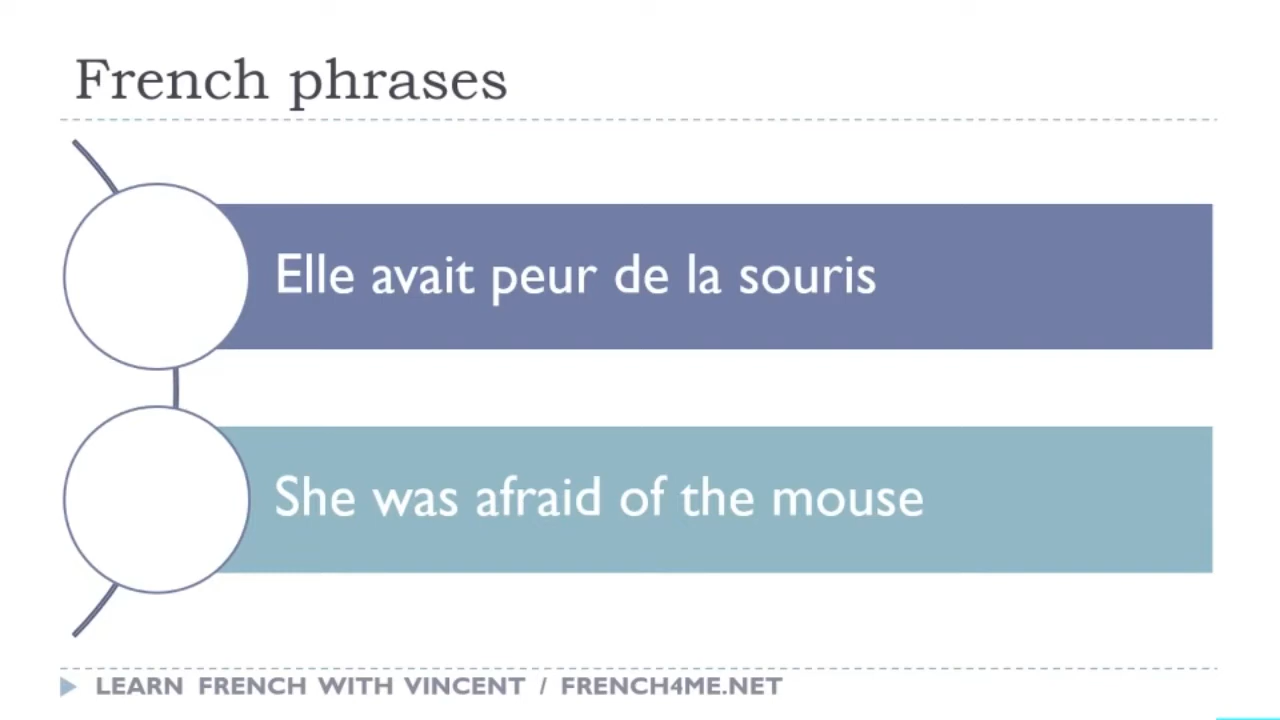 French phrases
Elle avait peur de la souris
She was afraid of the mouse
LEARN FRENCH WITH VINCENT / FRENCH4ME.NET